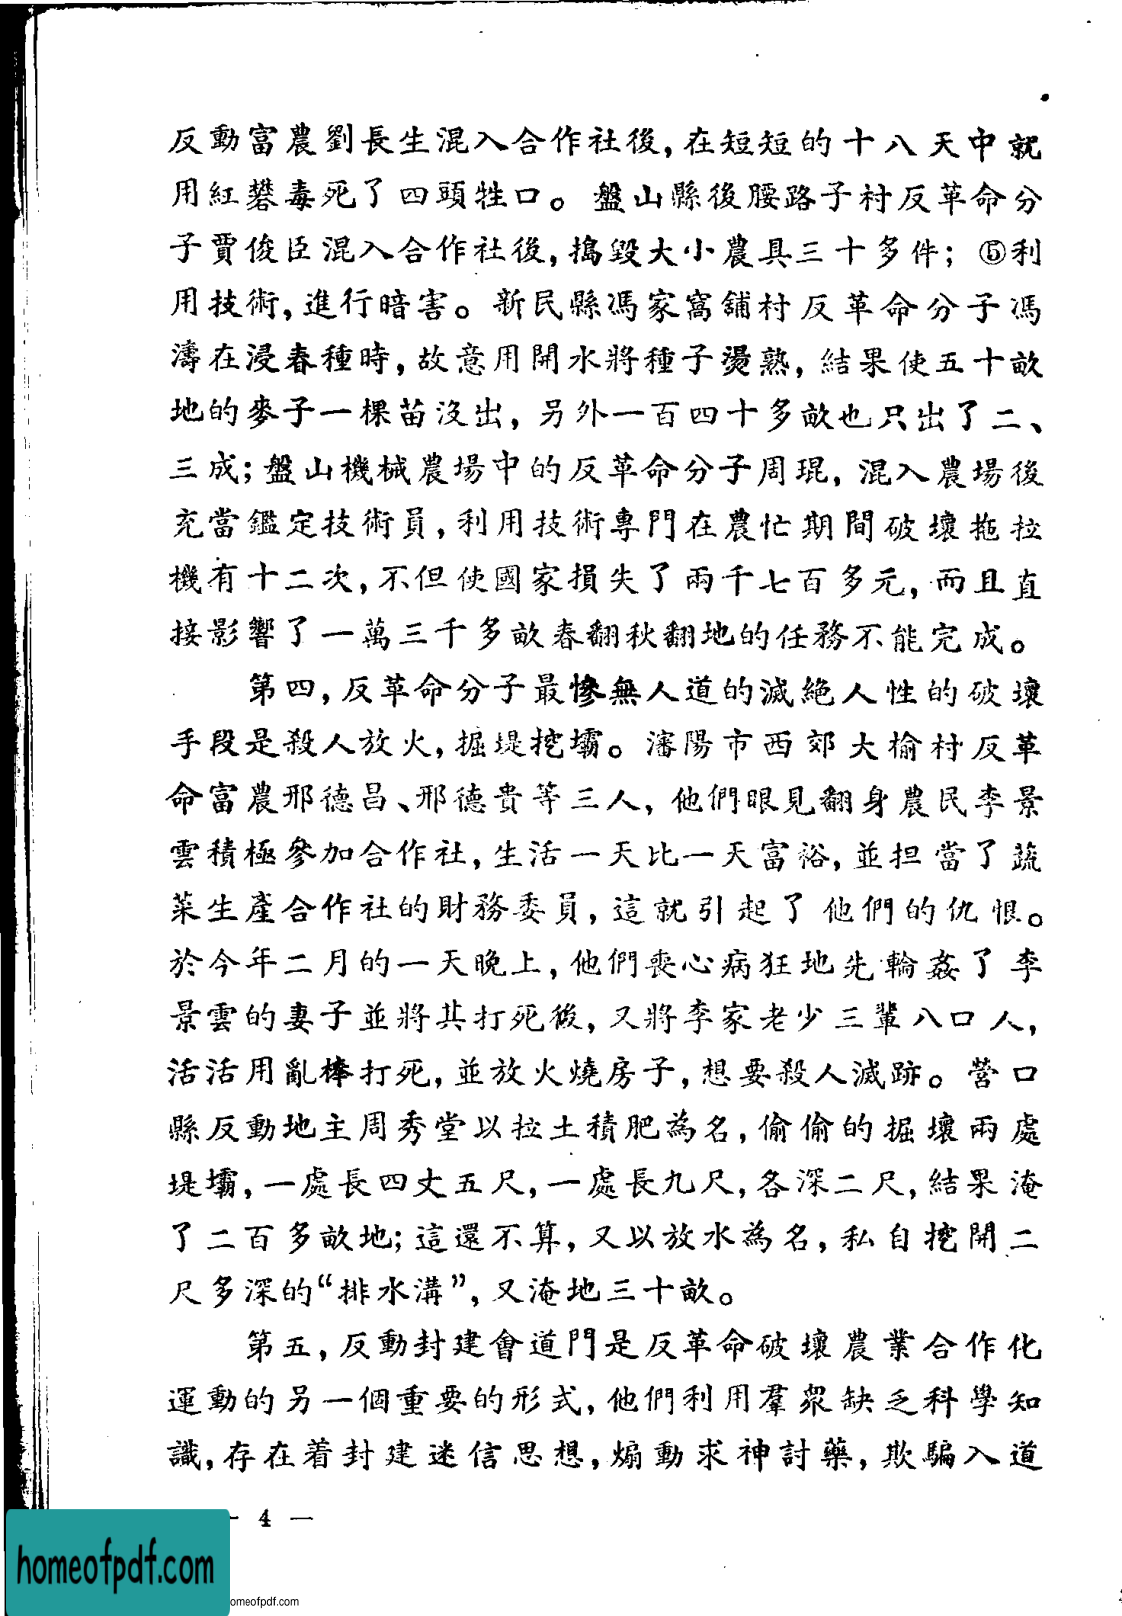 反動富農劉長生混入合作社後，在短短的十八天中就
用紅礬毒死了四頭牲口。盤山縣後腰路子村反革命分
子賈俊臣混入合作社後，搗毀大小農具三十多件；⑤利
用技術，進行暗害。新民縣馮家窩舖村反革命分子馮
濤在浸春種時，故意用開水將種子燙熟，結果使五十畝
地的麥子一棵苗沒出，另外一百四十多畝也只出了二、
三成；盤山機械農場中的反革命分子周琨，混入農場後
充當鑑定技術員，利用技術專門在農忙期間破壞拖拉
機有十二次，不但使國家損失了兩千七百多元，而且直
接影響了一萬三千多畝春翻秋翻地的任務不能完成。
第四，反革命分子最慘無人道的滅絕人性的破壞
手段是殺人放火，掘堤挖壩。瀋陽市西郊大榆村反革
命富農邢德昌、邢德貴等三人，他們眼見翻身農民李景
雲積極參加合作社，生活一天比一天富裕，並担當了蔬
菜生產合作社的財務委員，這就引起了他們的仇恨。
於今年二月的一天晚上，他們喪心病狂地先輪姦了李
景雲的妻子並將其打死後，又將李家老少三輩八口人，
活活用亂棒打死，並放火燒房子，想要殺人滅跡。營口
縣反動地主周秀堂以拉土積肥為名，偷偷的掘壞兩處
堤壩，一處長四丈五尺，一處長九尺，各深二尺，結果淹
了二百多畝地；這還不算，又以放水為名，私自挖開二
尺多深的“排水溝”，又淹地三十畝。
第五，反動封建會道門是反革命破壞農業合作化
運動的另一個重要的形式，他們利用羣眾缺乏科學知
識，存在着封建迷信思想，煽動求神討藥，欺騙入道
— 4 —
homeofpdf.com
omeofpdf.com